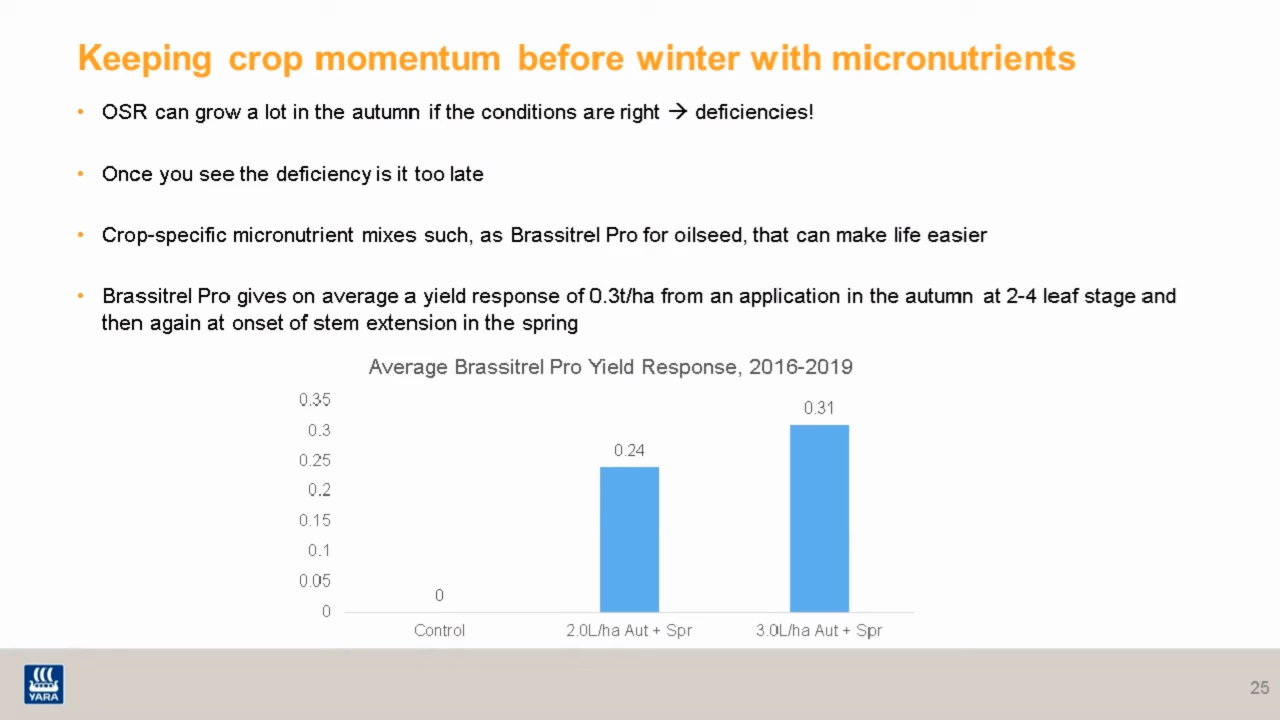 Keeping crop momentum before winter with micronutrients
• OSR can grow a lot in the autumn if the conditions are right → deficiencies!
• Once you see the deficiency is it too late
• Crop-specific micronutrient mixes such, as Brassitrel Pro for oilseed, that can make life easier
• Brassitrel Pro gives on average a yield response of 0.3t/ha from an application in the autumn at 2-4 leaf stage and
then again at onset of stem extension in the spring
Average Brassitrel Pro Yield Response, 2016-2019
0.35
0.3
0.25
0.2
0.15
0.1
0.05
0
0
0.24
0.31
Control
2.0L/ha Aut + Spr
3.0L/ha Aut + Spr
YARA
25